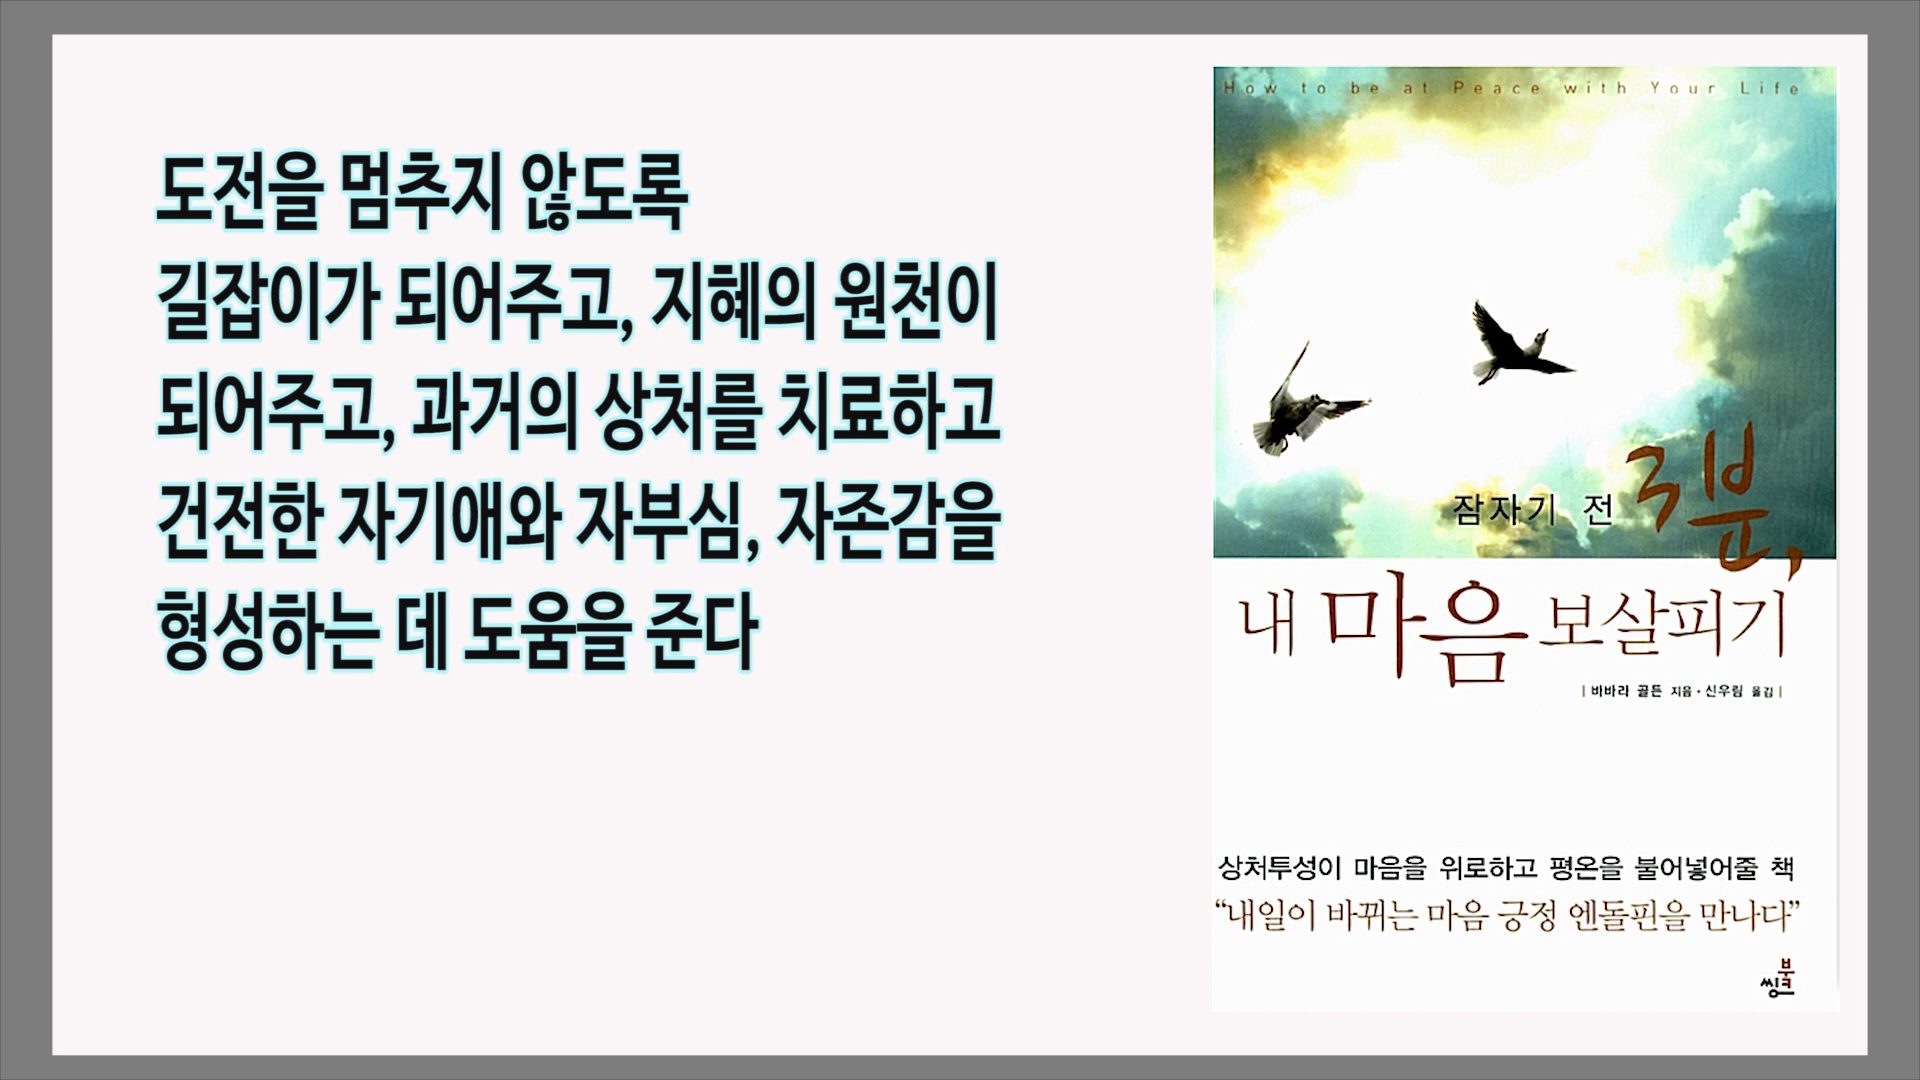 도전을 멈추지 않도록
길잡이가 되어주고, 지혜의 원천이
되어주고, 과거의 상처를 치료하고
건전한 자기애와 자부심, 자존감을
형성하는 데 도움을 준다
How to be at Peace with Your Life
잠자기 전 3분,
내 마음 보살피기
| 바바라 골든 지음 · 신우림 옮김 |
상처투성이 마음을 위로하고 평온을 불어넣어줄 책
“내일이 바뀌는 마음 긍정 엔돌핀을 만나다”
북씽크